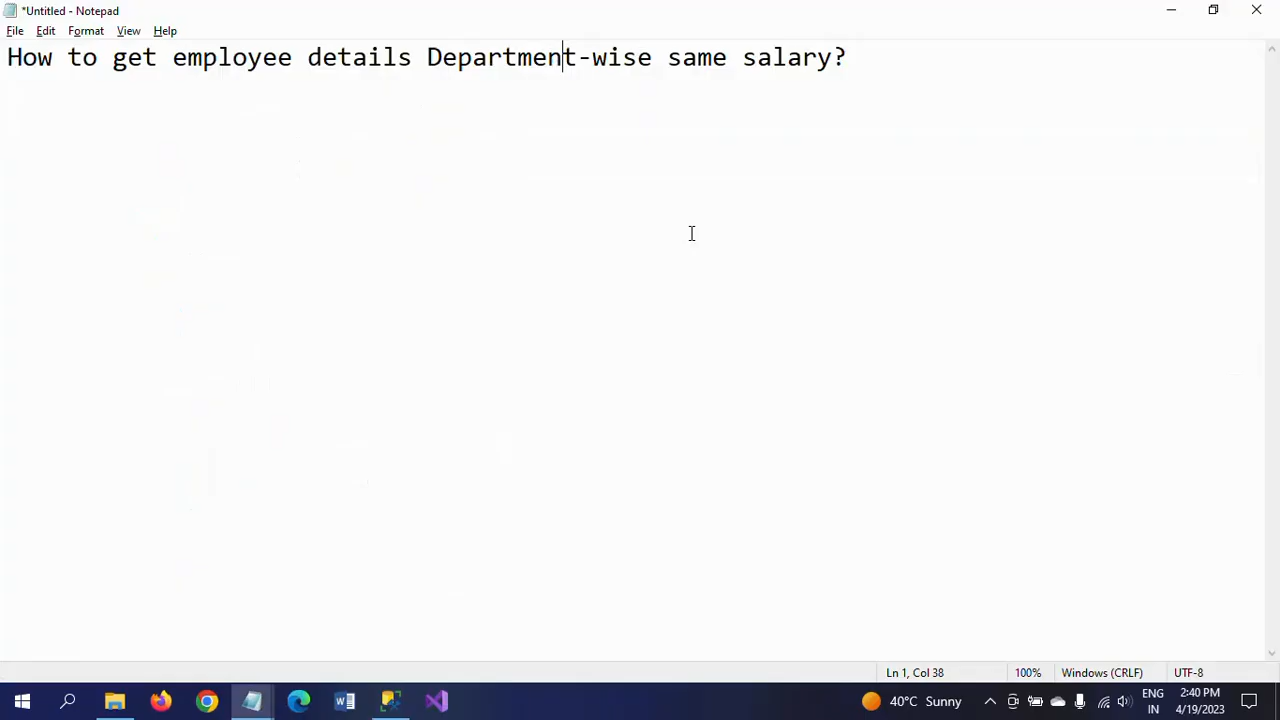 *Untitled - Notepad
File Edit Format View Help
How to get employee details Department-wise same salary?
Ln 1, Col 38 100% Windows (CRLF) UTF-8
40°C Sunny
ENG
IN
2:40 PM
4/19/2023